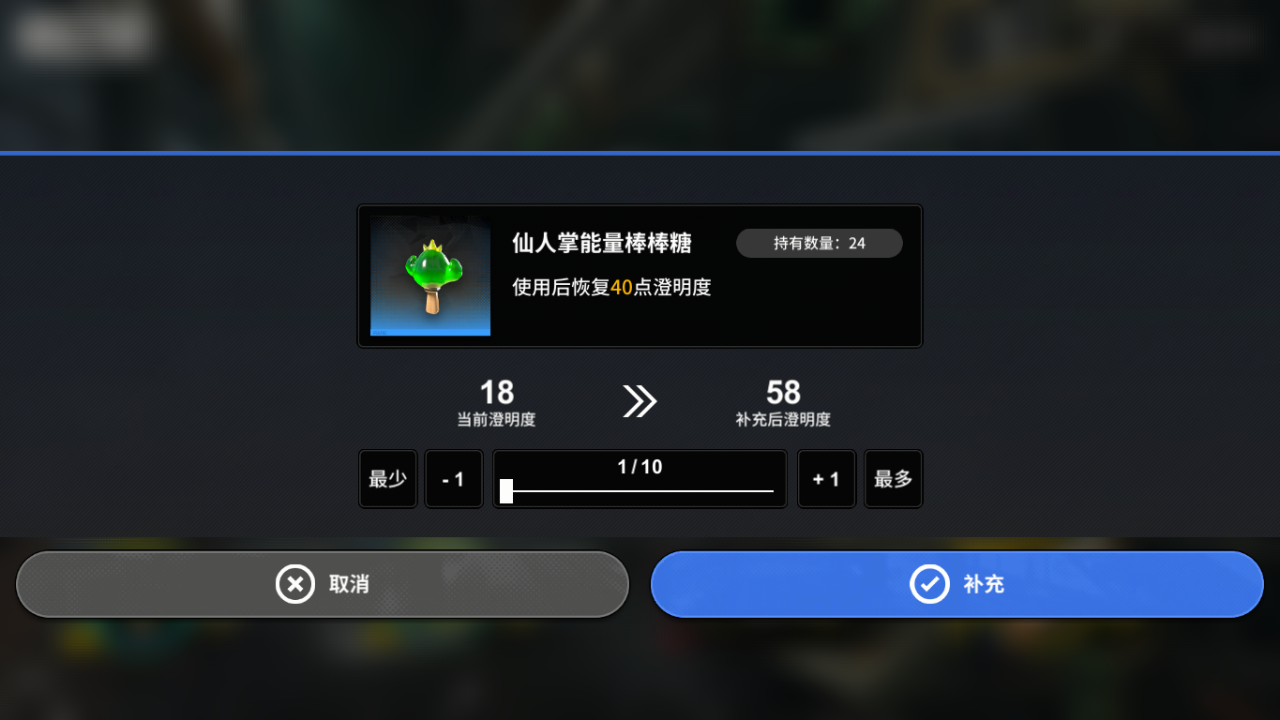 仙人掌能量棒棒糖
持有数量：24
使用后恢复40点澄明度
18
当前澄明度
58
补充后澄明度
最少
- 1
1/10
+ 1
最多
取消
补充